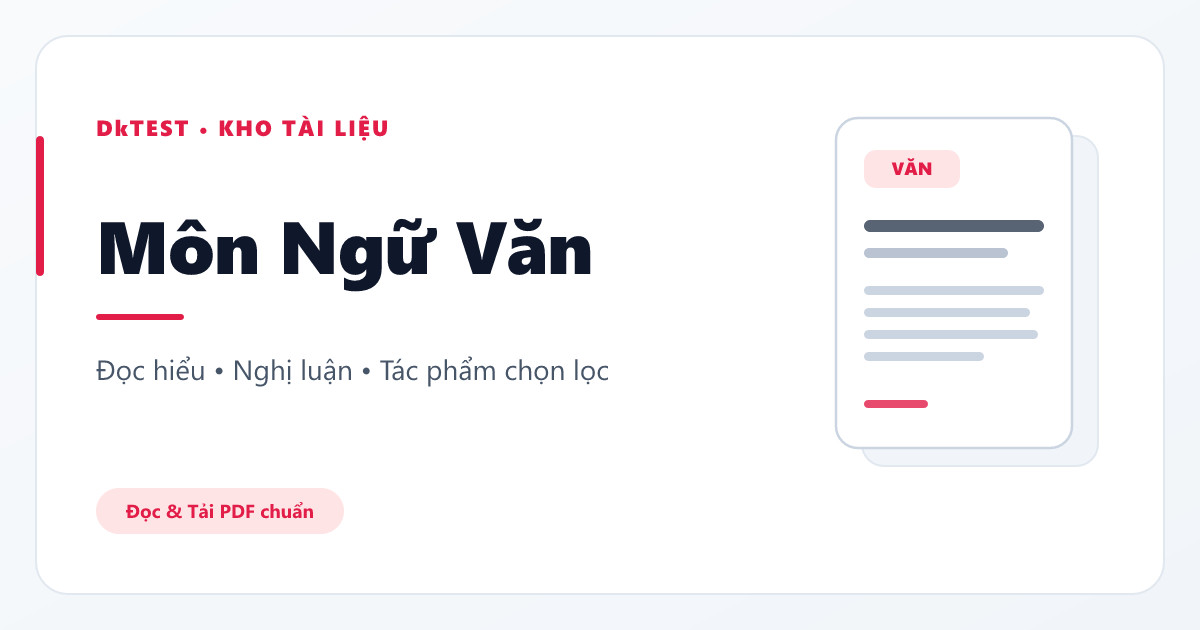 DkTEST • KHO TÀI LIỆU
Môn Ngữ Văn
Đọc hiểu • Nghị luận • Tác phẩm chọn lọc
Đọc & Tải PDF chuẩn
VĂN